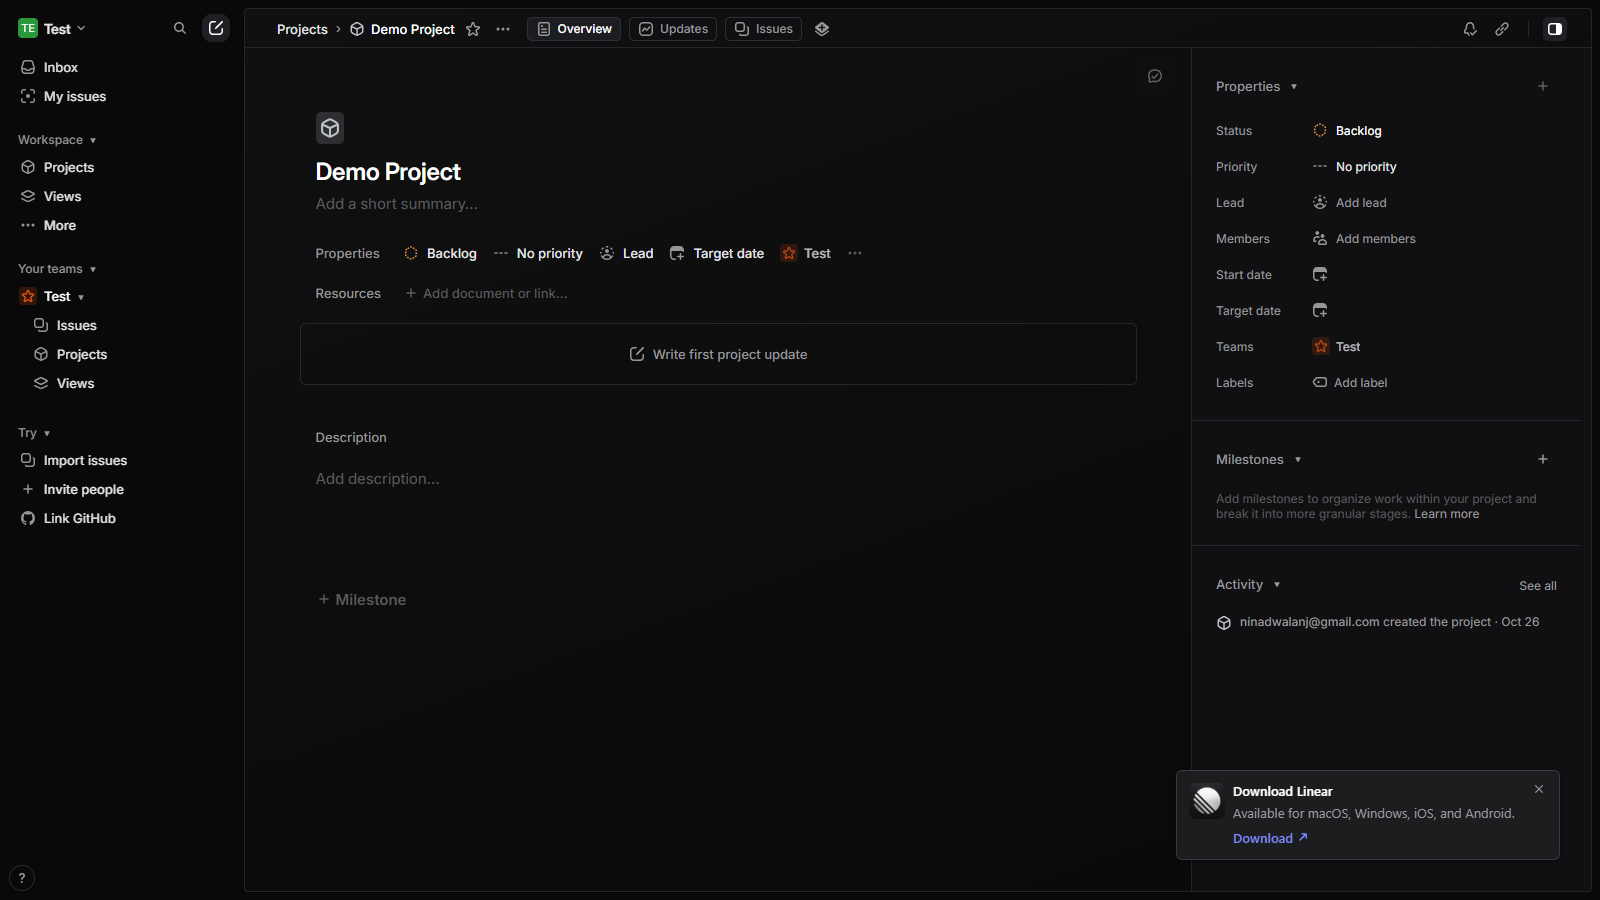 TE Test
Inbox
My issues
Workspace
Projects
Views
More
Your teams
Test
Issues
Projects
Views
Try
Import issues
Invite people
Link GitHub
?
Projects › Demo Project
Overview
Updates
Issues
Demo Project
Add a short summary...
Properties Backlog No priority Lead Target date Test
Resources + Add document or link...
Write first project update
Description
Add description...
+ Milestone
Properties
Status Backlog
Priority No priority
Lead Add lead
Members Add members
Start date
Target date
Teams Test
Labels Add label
Milestones
Add milestones to organize work within your project and
break it into more granular stages. Learn more
Activity See all
ninadwalanj@gmail.com created the project · Oct 26
Download Linear
Available for macOS, Windows, iOS, and Android.
Download ↗